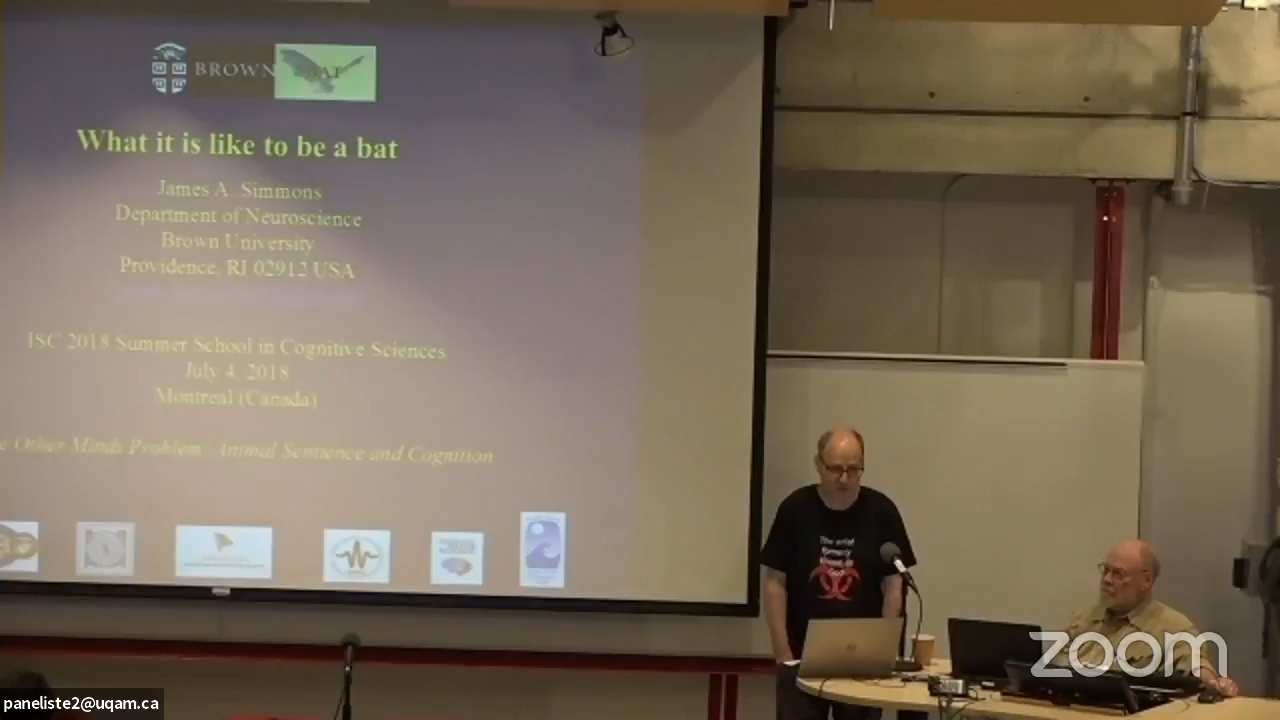 BROWN
BAT
What it is like to be a bat
James A. Simmons
Department of Neuroscience
Brown University
Providence, RI 02912 USA
ISC 2018 Summer School in Cognitive Sciences
July 4, 2018
Montreal (Canada)
Other Minds Problem: Animal Sentience and Cognition
zoom
paneliste2@uqam.ca